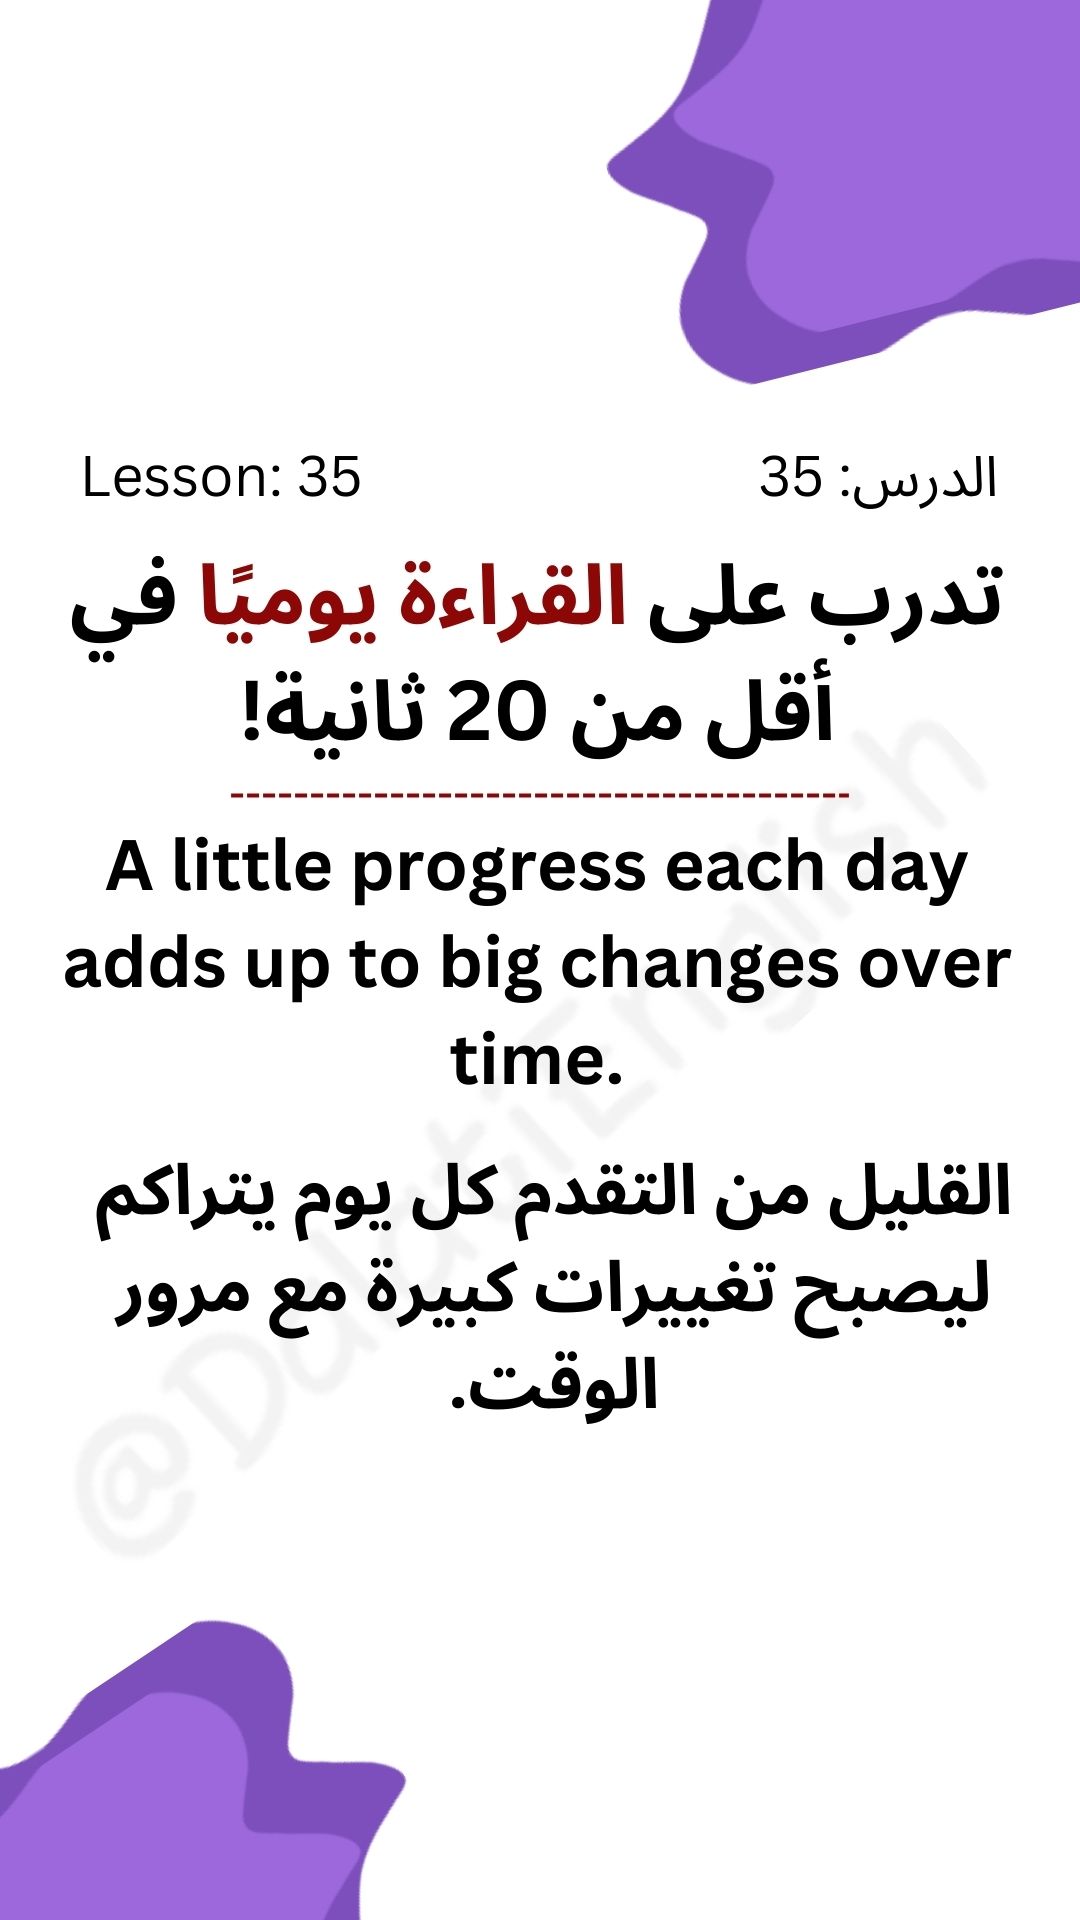 Lesson: 35
الدرس: 35
تدرب على القراءة يوميًا في
أقل من 20 ثانية!
A little progress each day
adds up to big changes over
time.
القليل من التقدم كل يوم يتراكم
ليصبح تغييرات كبيرة مع مرور
الوقت.
@DalatiEnglish